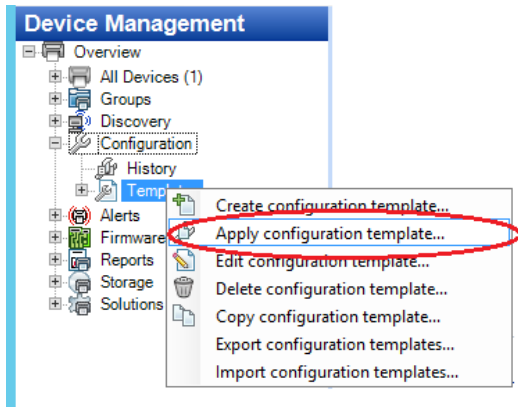 Device Management
Overview
All Devices (1)
Groups
Discovery
Configuration
History
Templates
Alerts
Firmware
Reports
Storage
Solutions
Create configuration template...
Apply configuration template...
Edit configuration template...
Delete configuration template...
Copy configuration template...
Export configuration templates...
Import configuration templates...